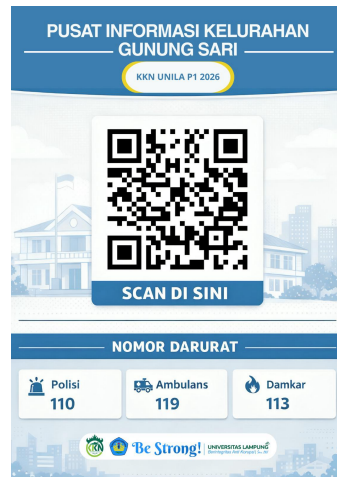 PUSAT INFORMASI KELURAHAN
GUNUNG SARI
KKN UNILA P1 2026
SCAN DI SINI
NOMOR DARURAT
Polisi
110
Ambulans
119
Damkar
113
KKN
Be Strong!
UNIVERSITAS LAMPUNG